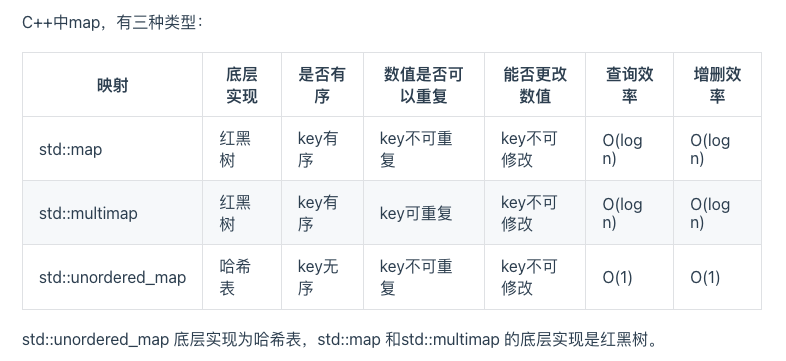 C++中map，有三种类型：
映射 底层实现 是否有序 数值是否可以重复 能否更改数值 查询效率 增删效率
std::map 红黑树 key有序 key不可重复 key不可修改 O(log n) O(log n)
std::multimap 红黑树 key有序 key可重复 key不可修改 O(log n) O(log n)
std::unordered_map 哈希表 key无序 key不可重复 key不可修改 O(1) O(1)
std::unordered_map 底层实现为哈希表，std::map 和std::multimap 的底层实现是红黑树。